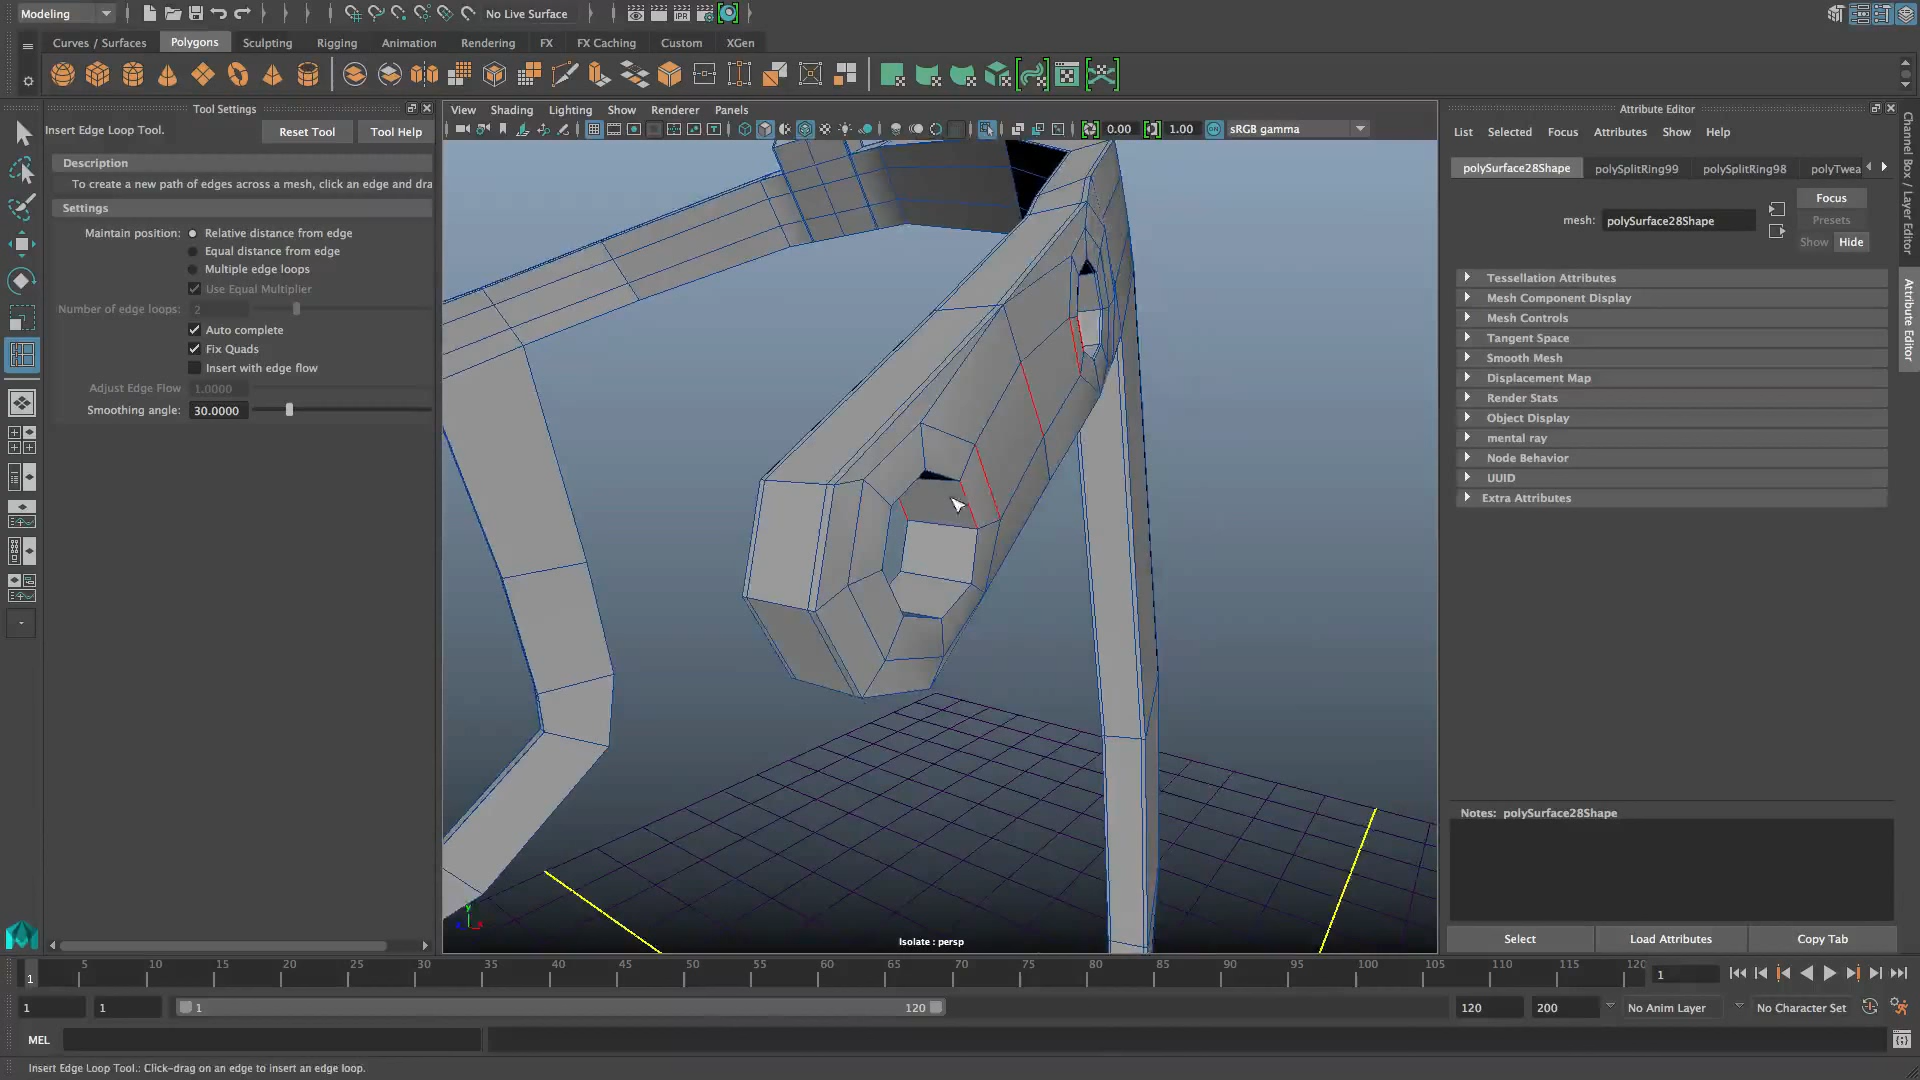 Modeling
No Live Surface
Curves / Surfaces
Polygons
Sculpting
Rigging
Animation
Rendering
FX
FX Caching
Custom
XGen
Tool Settings
Insert Edge Loop Tool.
Reset Tool
Tool Help
Description
To create a new path of edges across a mesh, click an edge and dra
Settings
Maintain position:
Relative distance from edge
Equal distance from edge
Multiple edge loops
Use Equal Multiplier
Number of edge loops: 2
Auto complete
Fix Quads
Insert with edge flow
Adjust Edge Flow 1.0000
Smoothing angle: 30.0000
View
Shading
Lighting
Show
Renderer
Panels
0.00
1.00
sRGB gamma
Isolate : persp
Attribute Editor
List
Selected
Focus
Attributes
Show
Help
polySurface28Shape
polySplitRing99
polySplitRing98
polyTwea
mesh: polySurface28Shape
Focus
Presets
Show
Hide
Tessellation Attributes
Mesh Component Display
Mesh Controls
Tangent Space
Smooth Mesh
Displacement Map
Render Stats
Object Display
mental ray
Node Behavior
UUID
Extra Attributes
Notes: polySurface28Shape
Select
Load Attributes
Copy Tab
Channel Box / Layer Editor
Attribute Editor
1
5
10
15
20
25
30
35
40
45
50
55
60
65
70
75
80
85
90
95
100
105
110
115
120
1
1
1
1
120
120
200
No Anim Layer
No Character Set
MEL
Insert Edge Loop Tool.: Click-drag on an edge to insert an edge loop.